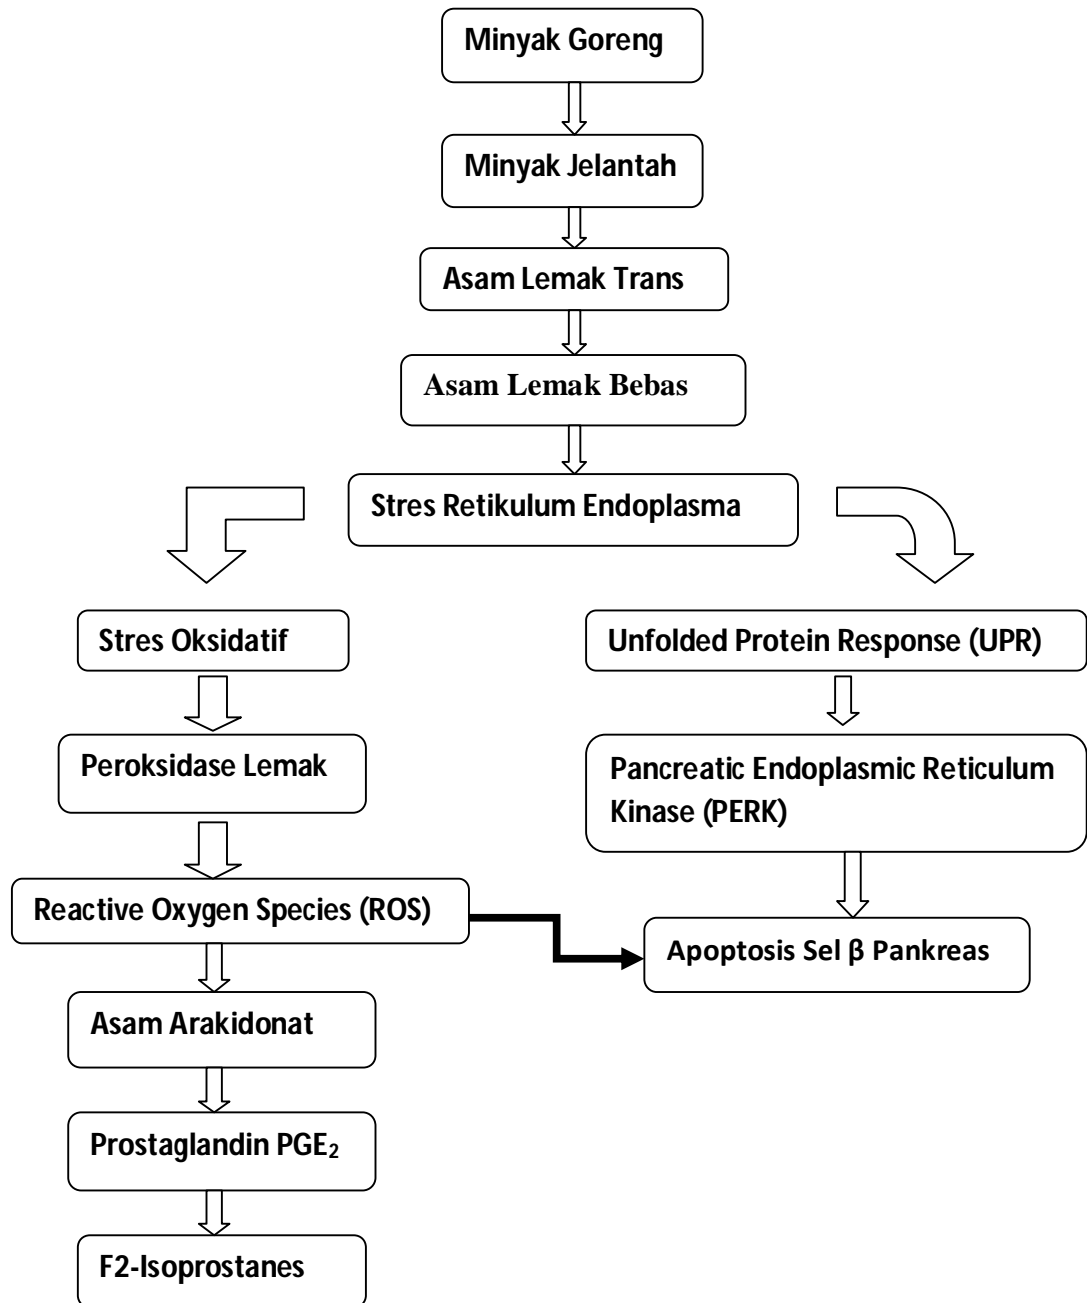 Minyak Goreng
Minyak Jelantah
Asam Lemak Trans
Asam Lemak Bebas
Stres Retikulum Endoplasma
Stres Oksidatif
Unfolded Protein Response (UPR)
Peroksidase Lemak
Pancreatic Endoplasmic Reticulum
Kinase (PERK)
Reactive Oxygen Species (ROS)
Apoptosis Sel β Pankreas
Asam Arakidonat
Prostaglandin PGE₂
F2-Isoprostanes